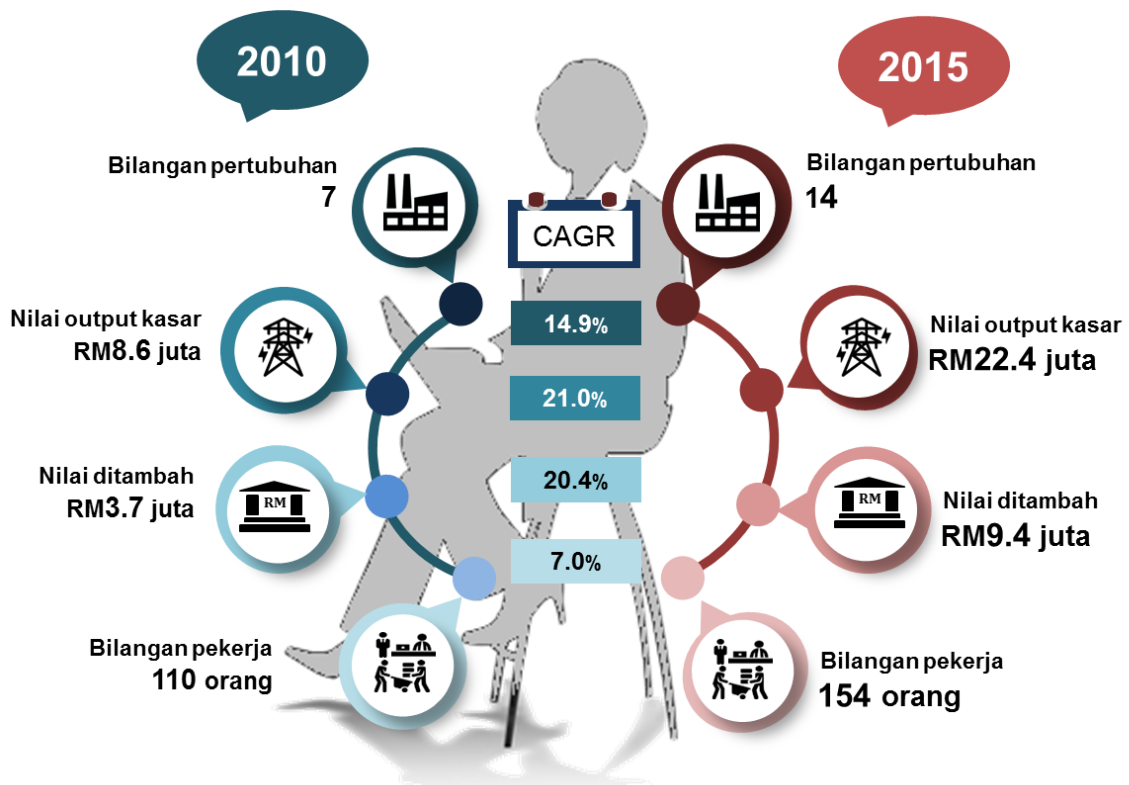 2010
2015
Bilangan pertubuhan
7
Bilangan pertubuhan
14
CAGR
Nilai output kasar
RM8.6 juta
14.9%
Nilai output kasar
RM22.4 juta
21.0%
Nilai ditambah
RM3.7 juta
RM
20.4%
RM
Nilai ditambah
RM9.4 juta
7.0%
Bilangan pekerja
110 orang
Bilangan pekerja
154 orang